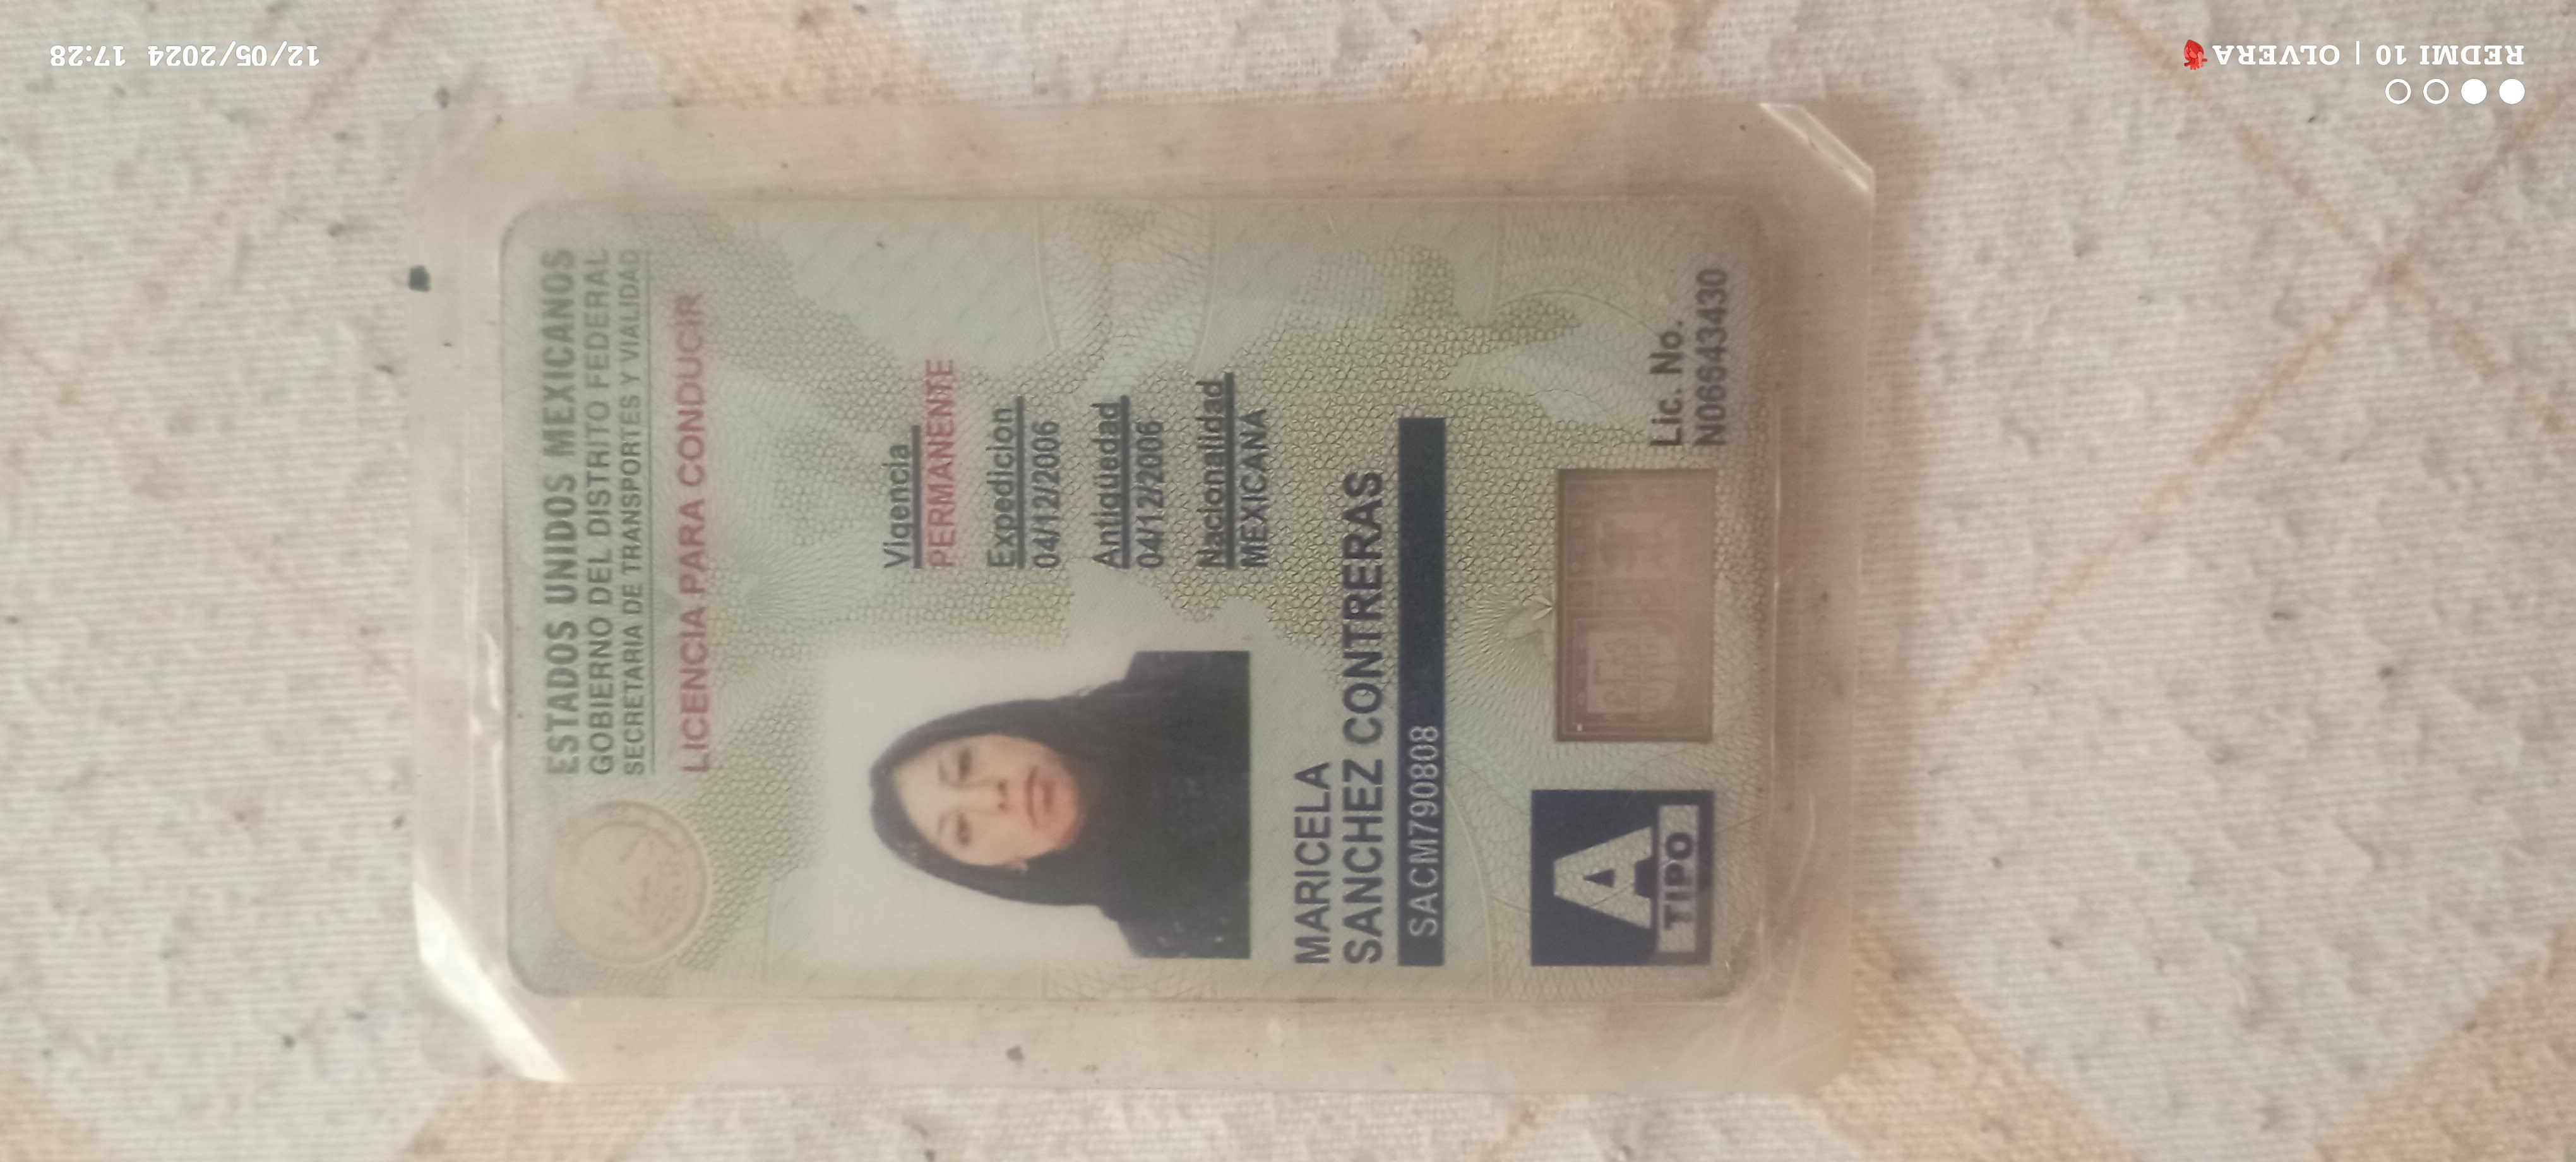 ESTADOS UNIDOS MEXICANOS
GOBIERNO DEL DISTRITO FEDERAL
SECRETARIA DE TRANSPORTES Y VIALIDAD
LICENCIA PARA CONDUCIR
Vigencia
PERMANENTE
Expedicion
04/12/2006
Antigüedad
04/12/2006
Nacionalidad
MEXICANA
MARICELA
SANCHEZ CONTRERAS
SACM790808
A
TIPO
Lic. No.
N06643430
REDMI 10 | OLVERA
12/05/2024 17:28